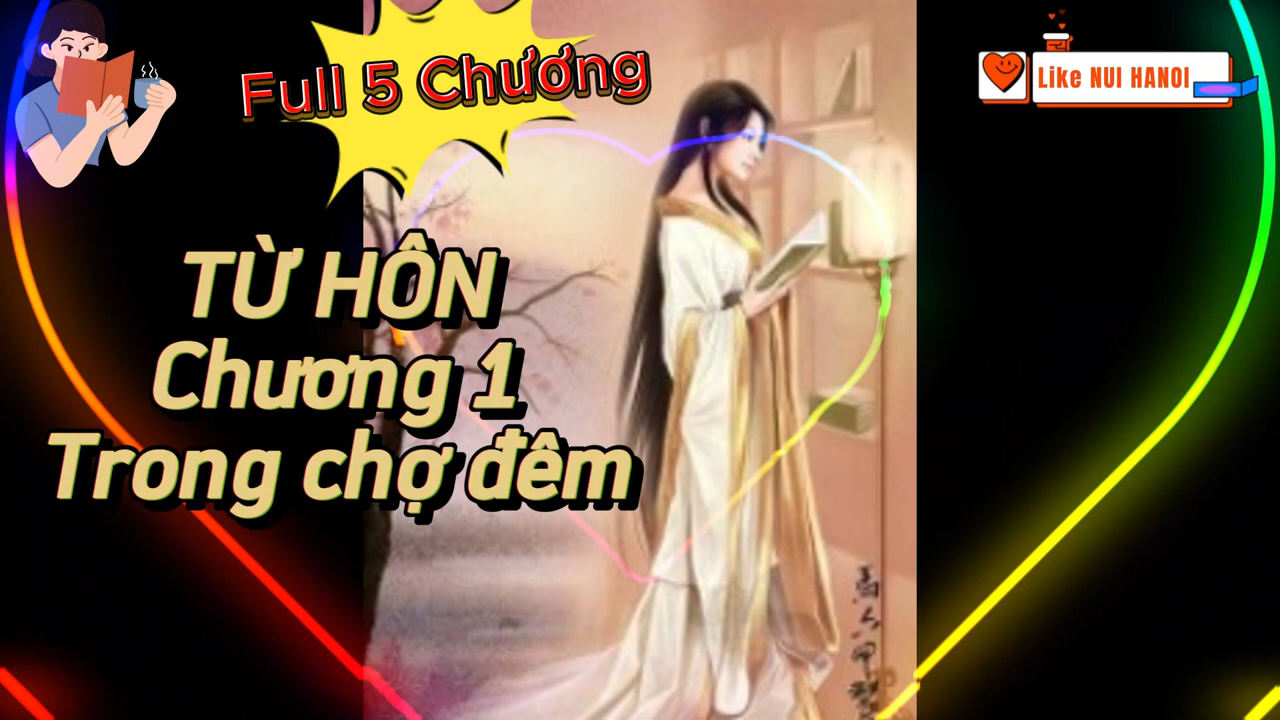 Full 5 Chương
Like NUI HANOI
TỪ HÔN
Chương 1
Trong chợ đêm